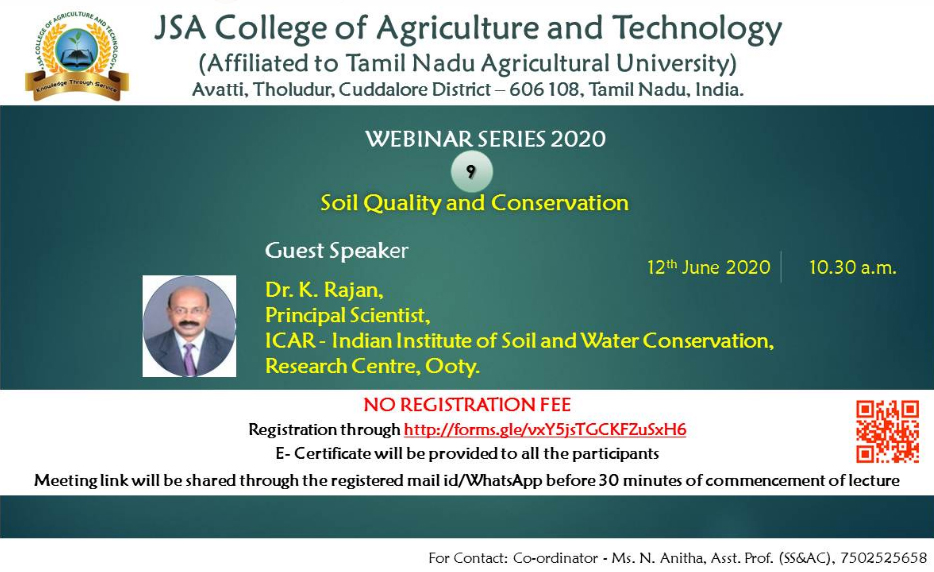 JSA COLLEGE OF AGRICULTURE AND TECHNOLOGY
Knowledge Through Service
JSA College of Agriculture and Technology
(Affiliated to Tamil Nadu Agricultural University)
Avatti, Tholudur, Cuddalore District – 606 108, Tamil Nadu, India.
WEBINAR SERIES 2020
9
Soil Quality and Conservation
Guest Speaker
12th June 2020 10.30 a.m.
Dr. K. Rajan,
Principal Scientist,
ICAR - Indian Institute of Soil and Water Conservation,
Research Centre, Ooty.
NO REGISTRATION FEE
Registration through http://forms.gle/vxY5jsTGCKFZuSxH6
E- Certificate will be provided to all the participants
Meeting link will be shared through the registered mail id/WhatsApp before 30 minutes of commencement of lecture
For Contact: Co-ordinator - Ms. N. Anitha, Asst. Prof. (SS&AC), 7502525658